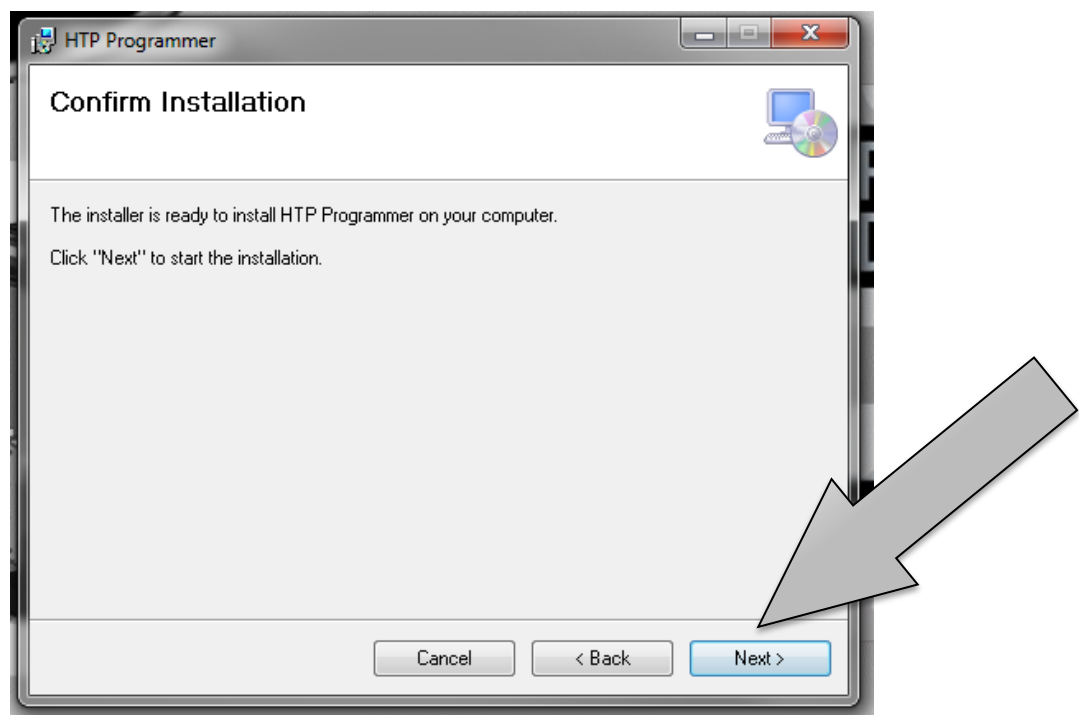 HTP Programmer
Confirm Installation
The installer is ready to install HTP Programmer on your computer.
Click "Next" to start the installation.
Cancel
< Back
Next >